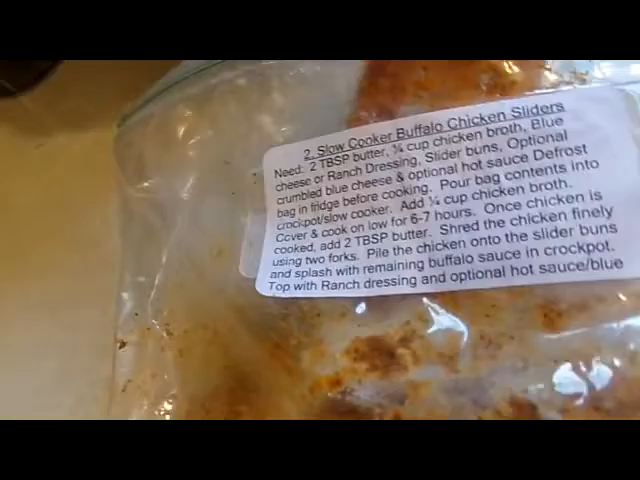 2. Slow Cooker Buffalo Chicken Sliders
Need: 2 TBSP butter, ¼ cup chicken broth, Blue
cheese or Ranch Dressing, Slider buns, Optional
crumbled blue cheese & optional hot sauce Defrost
bag in fridge before cooking. Pour bag contents into
crockpot/slow cooker. Add ¼ cup chicken broth.
Cover & cook on low for 6-7 hours. Once chicken is
cooked, add 2 TBSP butter. Shred the chicken finely
using two forks. Pile the chicken onto the slider buns
and splash with remaining buffalo sauce in crockpot.
Top with Ranch dressing and optional hot sauce/blue